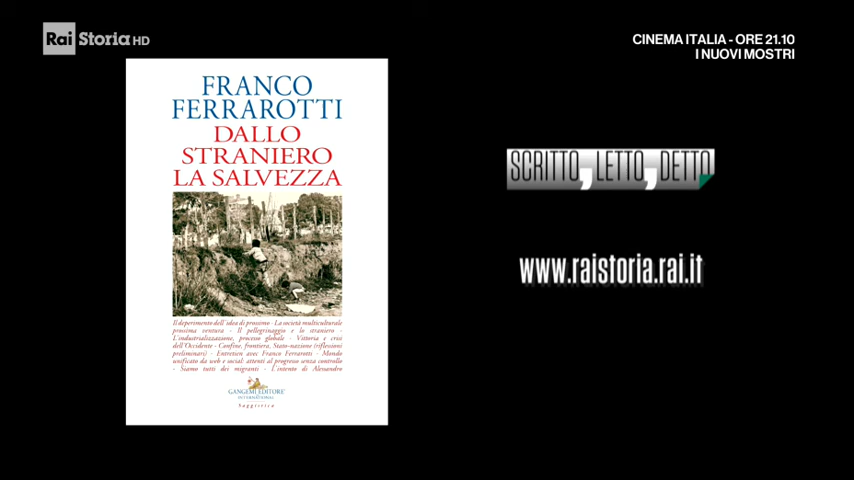 Rai Storia HD
CINEMA ITALIA - ORE 21.10
I NUOVI MOSTRI
FRANCO
FERRAROTTI
DALLO
STRANIERO
LA SALVEZZA
Il deperimento dell'idea di prossimo - La società multiculturale
prossima ventura - Il pellegrinaggio e lo straniero -
L'industrializzazione, processo globale - Vittoria e crisi
dell'Occidente - Confine, frontiera, Stato-nazione (riflessioni
preliminari) - Entretien avec Franco Ferrarotti - Mondo
unificato da web e social: attenti al progresso senza controllo
- Siamo tutti dei migranti - L'intento di Alessandro
GANGEMI EDITORE
INTERNATIONAL
Saggistica
SCRITTO, LETTO, DETTO
www.raistoria.rai.it